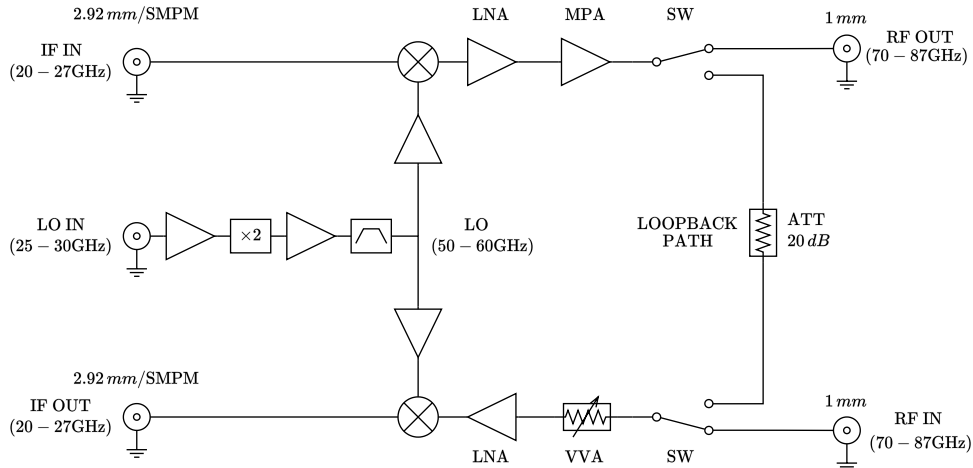 2.92 mm/SMPM
LNA
MPA
SW
1 mm
IF IN
(20 – 27GHz)
RF OUT
(70 – 87GHz)
LO IN
(25 – 30GHz)
×2
LO
(50 – 60GHz)
LOOPBACK
PATH
ATT
20 dB
2.92 mm/SMPM
1 mm
IF OUT
(20 – 27GHz)
RF IN
(70 – 87GHz)
LNA
VVA
SW